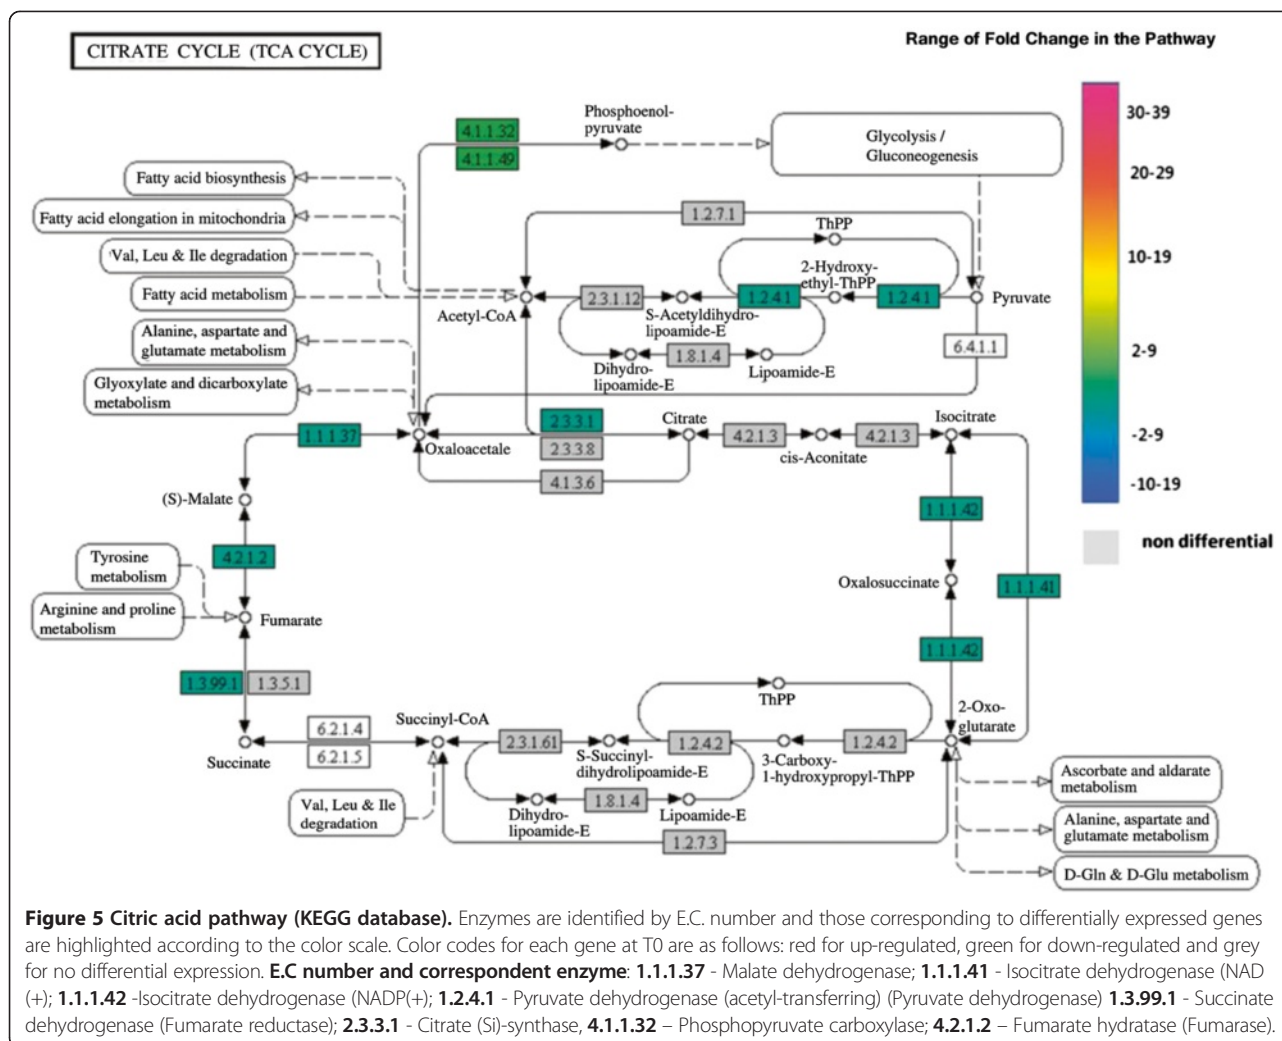 CITRATE CYCLE (TCA CYCLE)
Range of Fold Change in the Pathway
30-39
20-29
10-19
2-9
-2-9
-10-19
non differential
Phosphoenol-
pyruvate
4.1.1.32
4.1.1.49
Glycolysis /
Gluconeogenesis
Fatty acid biosynthesis
Fatty acid elongation in mitochondria
Val, Leu & Ile degradation
Fatty acid metabolism
Alanine, aspartate and
glutamate metabolism
Glyoxylate and dicarboxylate
metabolism
1.2.7.1
ThPP
2-Hydroxy-
ethyl-ThPP
Acetyl-CoA
2.3.1.12
S-Acetyldihydro-
lipoamide-E
1.2.4.1
1.2.4.1
Pyruvate
Dihydro-
lipoamide-E
1.8.1.4
Lipoamide-E
6.4.1.1
1.1.1.37
Oxaloacetale
2.3.3.1
2.3.3.8
4.1.3.6
Citrate
4.2.1.3
cis-Aconitate
4.2.1.3
Isocitrate
(S)-Malate
1.1.1.42
4.2.1.2
Tyrosine
metabolism
Oxalosuccinate
1.1.1.41
Arginine and proline
metabolism
Fumarate
1.1.1.42
1.3.99.1
1.3.5.1
ThPP
2-Oxo-
glutarate
Succinate
6.2.1.4
6.2.1.5
Succinyl-CoA
2.3.1.61
S-Succinyl-
dihydrolipoamide-E
1.2.4.2
3-Carboxy-
1-hydroxypropyl-ThPP
1.2.4.2
Val, Leu & Ile
degradation
Dihydro-
lipoamide-E
1.8.1.4
Lipoamide-E
1.2.7.3
Ascorbate and aldarate
metabolism
Alanine, aspartate and
glutamate metabolism
D-Gln & D-Glu metabolism
Figure 5 Citric acid pathway (KEGG database). Enzymes are identified by E.C. number and those corresponding to differentially expressed genes
are highlighted according to the color scale. Color codes for each gene at T0 are as follows: red for up-regulated, green for down-regulated and grey
for no differential expression. E.C number and correspondent enzyme: 1.1.1.37 - Malate dehydrogenase; 1.1.1.41 - Isocitrate dehydrogenase (NAD
(+); 1.1.1.42 -Isocitrate dehydrogenase (NADP(+); 1.2.4.1 - Pyruvate dehydrogenase (acetyl-transferring) (Pyruvate dehydrogenase) 1.3.99.1 - Succinate
dehydrogenase (Fumarate reductase); 2.3.3.1 - Citrate (Si)-synthase, 4.1.1.32 – Phosphopyruvate carboxylase; 4.2.1.2 – Fumarate hydratase (Fumarase).